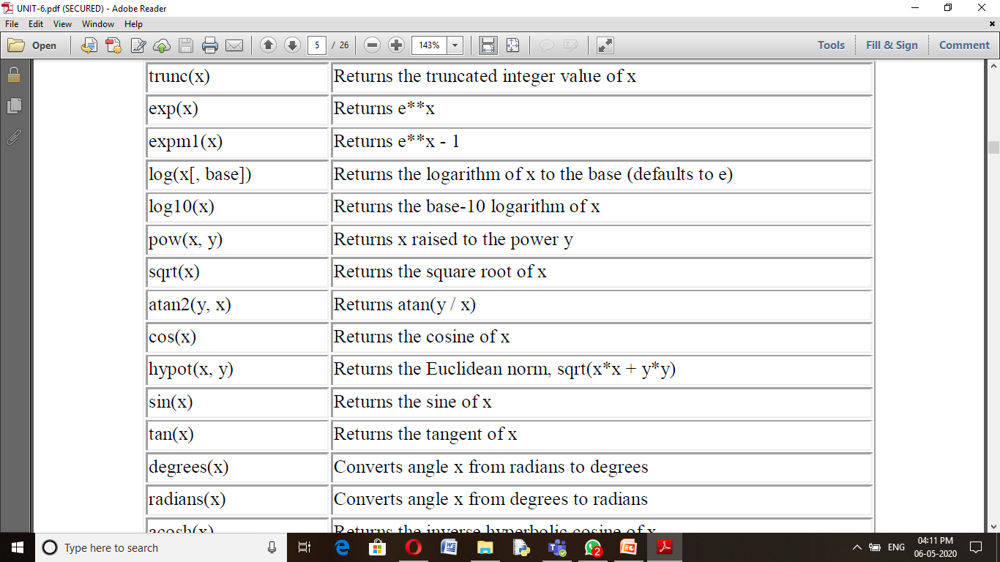 UNIT-6.pdf (SECURED) - Adobe Reader
File Edit View Window Help
Open 5 / 26 143% Tools Fill & Sign Comment
trunc(x) Returns the truncated integer value of x
exp(x) Returns e**x
expm1(x) Returns e**x - 1
log(x[, base]) Returns the logarithm of x to the base (defaults to e)
log10(x) Returns the base-10 logarithm of x
pow(x, y) Returns x raised to the power y
sqrt(x) Returns the square root of x
atan2(y, x) Returns atan(y / x)
cos(x) Returns the cosine of x
hypot(x, y) Returns the Euclidean norm, sqrt(x*x + y*y)
sin(x) Returns the sine of x
tan(x) Returns the tangent of x
degrees(x) Converts angle x from radians to degrees
radians(x) Converts angle x from degrees to radians
acosh(x) Returns the inverse hyperbolic cosine of x
Type here to search 2 ENG 04:11 PM
06-05-2020